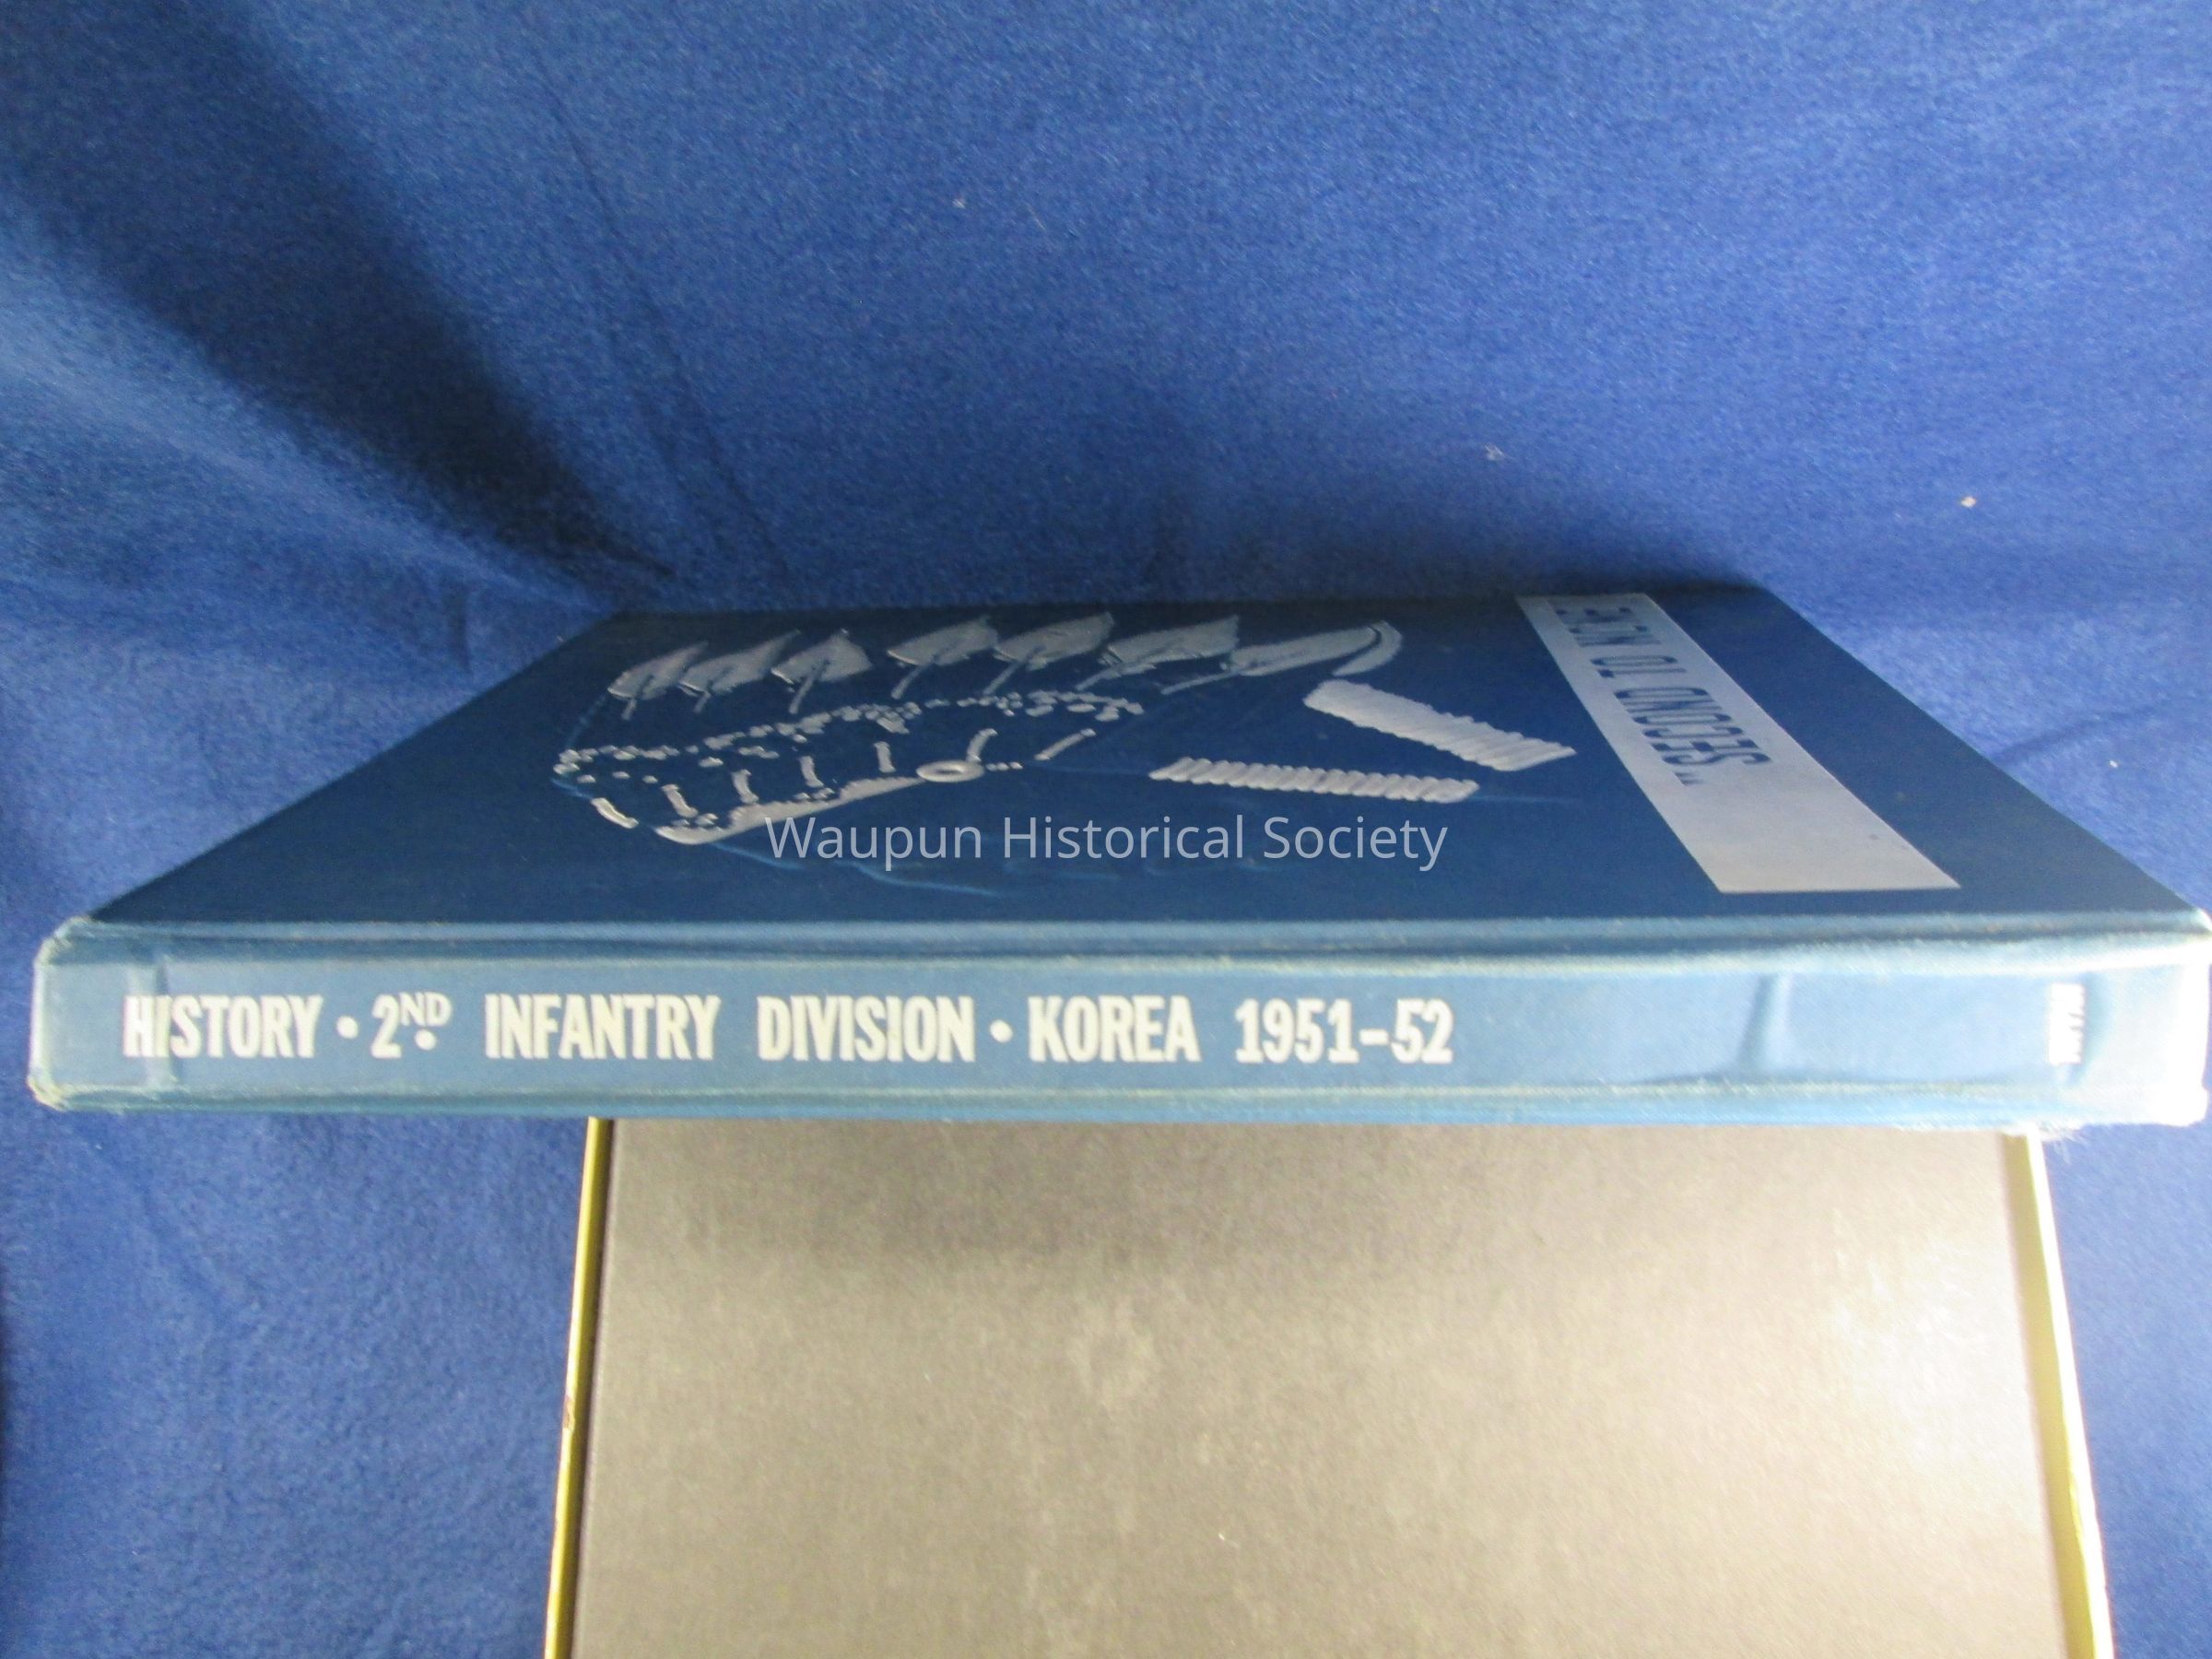 "SECOND TO NONE"
Waupun Historical Society
HISTORY • 2ND INFANTRY DIVISION • KOREA 1951-52